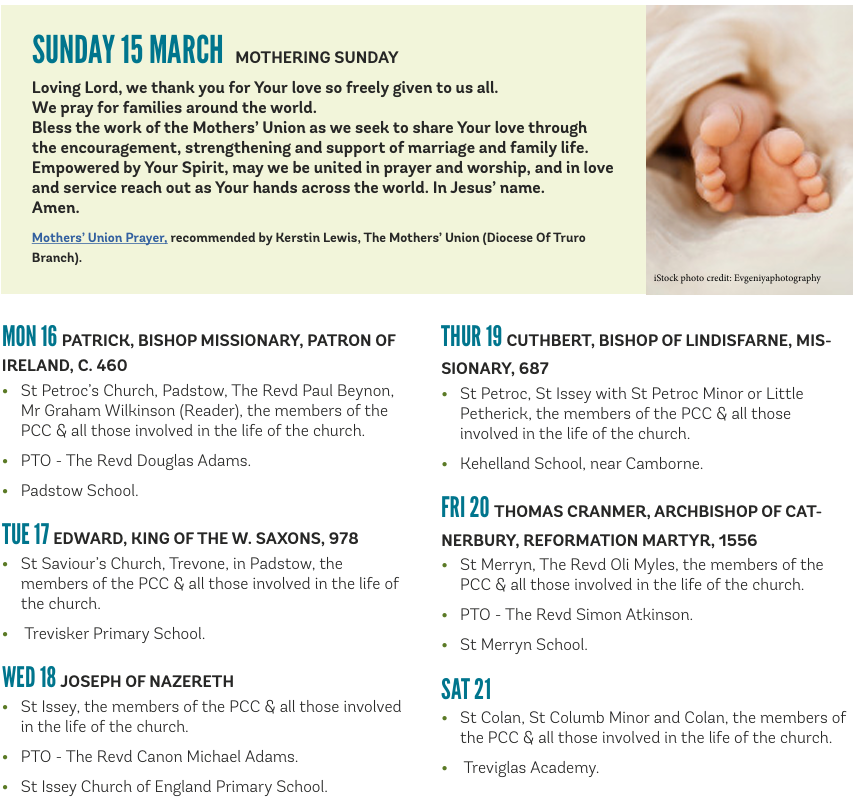 SUNDAY 15 MARCH MOTHERING SUNDAY
Loving Lord, we thank you for Your love so freely given to us all.
We pray for families around the world.
Bless the work of the Mothers’ Union as we seek to share Your love through
the encouragement, strengthening and support of marriage and family life.
Empowered by Your Spirit, may we be united in prayer and worship, and in love
and service reach out as Your hands across the world. In Jesus’ name.
Amen.
Mothers’ Union Prayer, recommended by Kerstin Lewis, The Mothers’ Union (Diocese Of Truro
Branch).
iStock photo credit: Evgeniyaphotography
MON 16 PATRICK, BISHOP MISSIONARY, PATRON OF
IRELAND, C. 460
• St Petroc’s Church, Padstow, The Revd Paul Beynon,
Mr Graham Wilkinson (Reader), the members of the
PCC & all those involved in the life of the church.
• PTO - The Revd Douglas Adams.
• Padstow School.
TUE 17 EDWARD, KING OF THE W. SAXONS, 978
• St Saviour’s Church, Trevone, in Padstow, the
members of the PCC & all those involved in the life of
the church.
• Trevisker Primary School.
WED 18 JOSEPH OF NAZERETH
• St Issey, the members of the PCC & all those involved
in the life of the church.
• PTO - The Revd Canon Michael Adams.
• St Issey Church of England Primary School.
THUR 19 CUTHBERT, BISHOP OF LINDISFARNE, MIS-
SIONARY, 687
• St Petroc, St Issey with St Petroc Minor or Little
Petherick, the members of the PCC & all those
involved in the life of the church.
• Kehelland School, near Camborne.
FRI 20 THOMAS CRANMER, ARCHBISHOP OF CAT-
NERBURY, REFORMATION MARTYR, 1556
• St Merryn, The Revd Oli Myles, the members of the
PCC & all those involved in the life of the church.
• PTO - The Revd Simon Atkinson.
• St Merryn School.
SAT 21
• St Colan, St Columb Minor and Colan, the members of
the PCC & all those involved in the life of the church.
• Treviglas Academy.